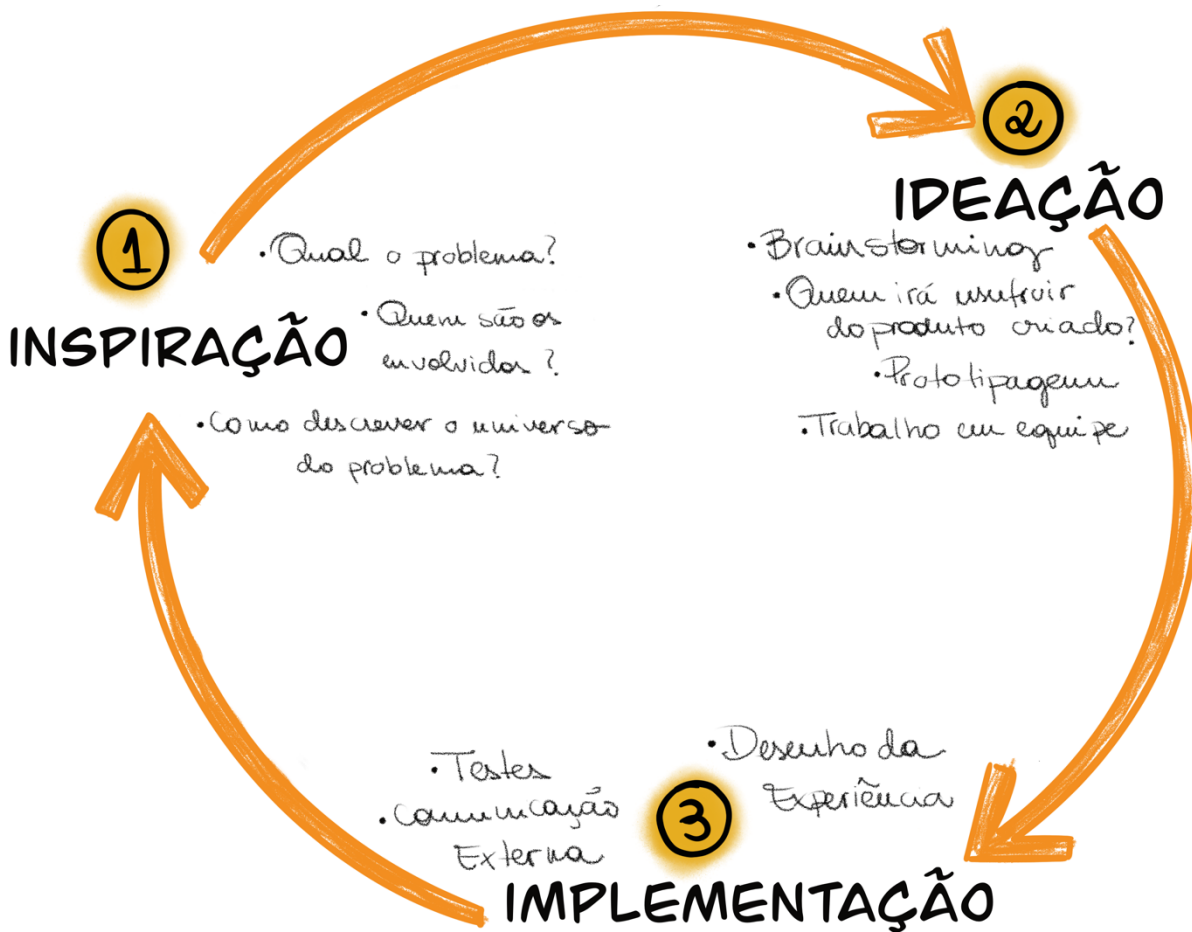 1
INSPIRAÇÃO
• Qual o problema?
• Quem são os
envolvidos?
• Como descrever o universo
do problema?
2
IDEAÇÃO
• Brainstorming
• Quem irá usufruir
do produto criado?
• Prototipagem
• Trabalho em equipe
3
IMPLEMENTAÇÃO
• Desenho da
Experiência
• Testes
• Comunicação
Externa